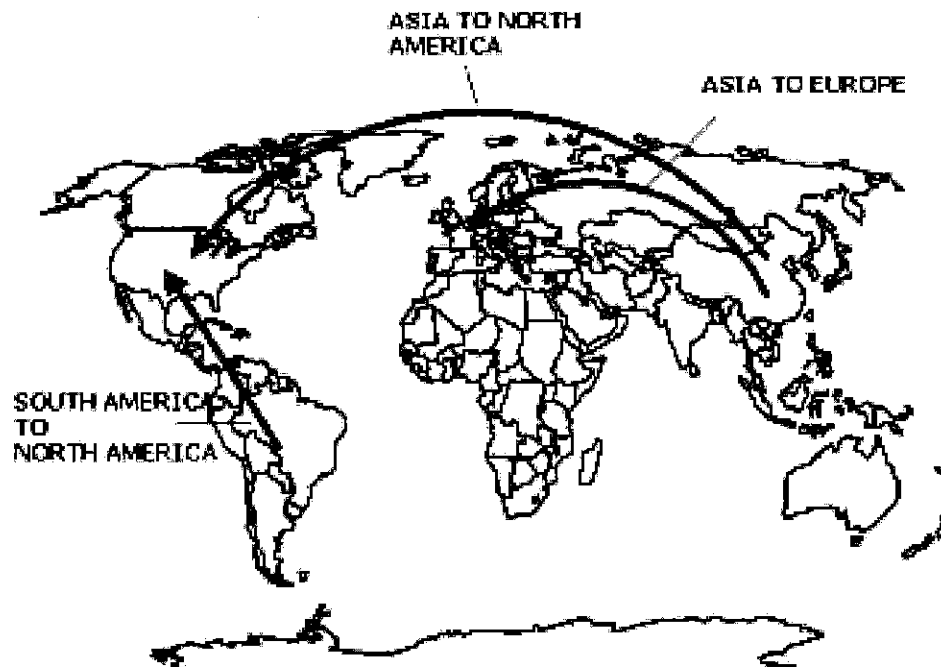 ASIA TO NORTH
AMERICA
ASIA TO EUROPE
SOUTH AMERICA
TO
NORTH AMERICA